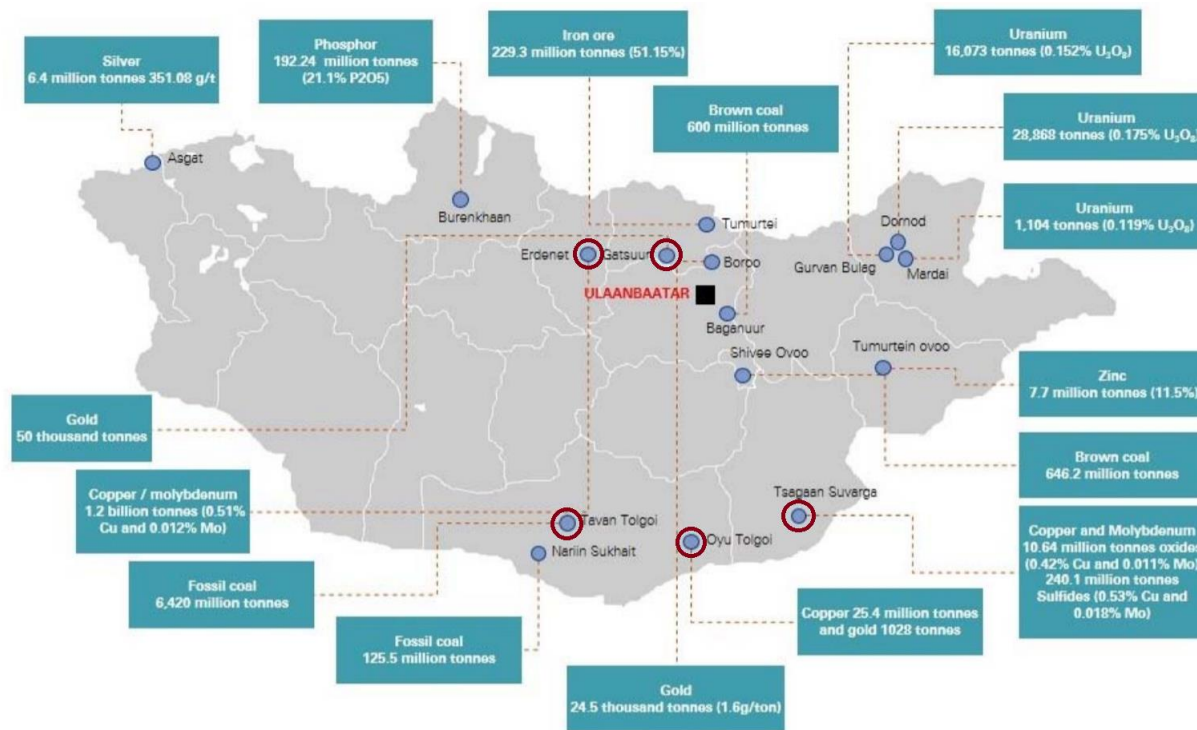 Silver
6.4 million tonnes 351.08 g/t
Phosphor
192.24 million tonnes
(21.1% P2O5)
Iron ore
229.3 million tonnes (51.15%)
Uranium
16,073 tonnes (0.152% U₃O₈)
Brown coal
600 million tonnes
Uranium
28,868 tonnes (0.175% U₃O₈)
Uranium
1,104 tonnes (0.119% U₃O₈)
Asgat
Burenkhaan
Tumurtei
Erdenet
Gatsuur
Boroo
Dornod
Gurvan Bulag
Mardai
ULAANBAATAR
Baganuur
Shivee Ovoo
Tumurtein ovoo
Zinc
7.7 million tonnes (11.5%)
Gold
50 thousand tonnes
Brown coal
646.2 million tonnes
Copper / molybdenum
1.2 billion tonnes (0.51%
Cu and 0.012% Mo)
Tavan Tolgoi
Nariin Sukhait
Oyu Tolgoi
Tsagaan Suvarga
Copper and Molybdenum
10.64 million tonnes oxides
(0.42% Cu and 0.011% Mo)
240.1 million tonnes
Sulfides (0.53% Cu and
0.018% Mo)
Fossil coal
6,420 million tonnes
Fossil coal
125.5 million tonnes
Copper 25.4 million tonnes
and gold 1028 tonnes
Gold
24.5 thousand tonnes (1.6g/ton)